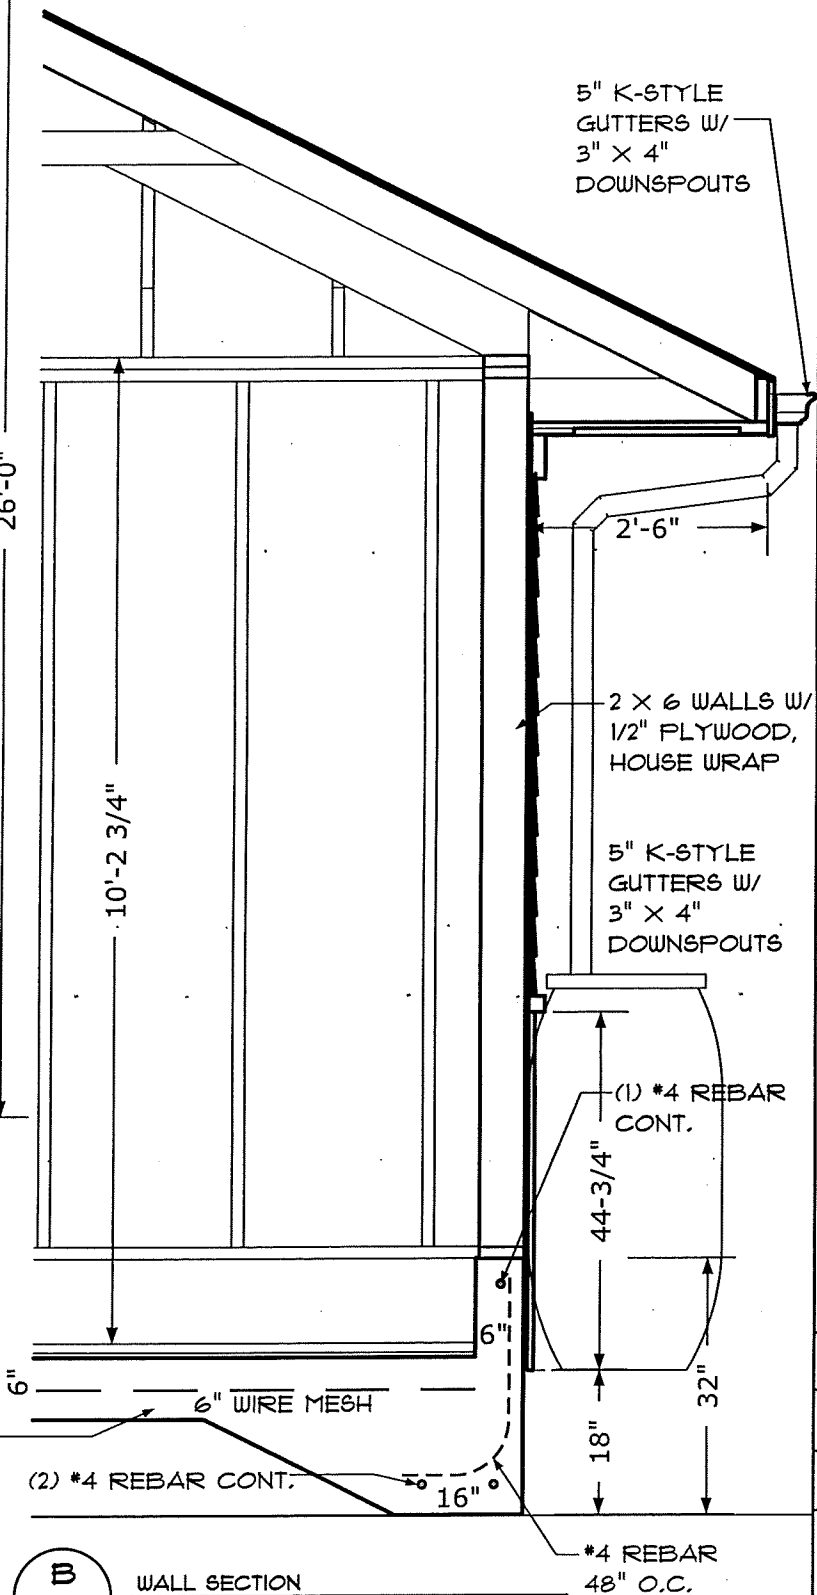 5" K-STYLE
GUTTERS W/
3" X 4"
DOWNSPOUTS
26'-0"
2'-6"
2 X 6 WALLS W/
1/2" PLYWOOD,
HOUSE WRAP
10'-2 3/4"
5" K-STYLE
GUTTERS W/
3" X 4"
DOWNSPOUTS
(1) #4 REBAR
CONT.
44-3/4"
6"
32"
6"
6" WIRE MESH
18"
(2) #4 REBAR CONT.
16"
#4 REBAR
48" O.C.
B
WALL SECTION